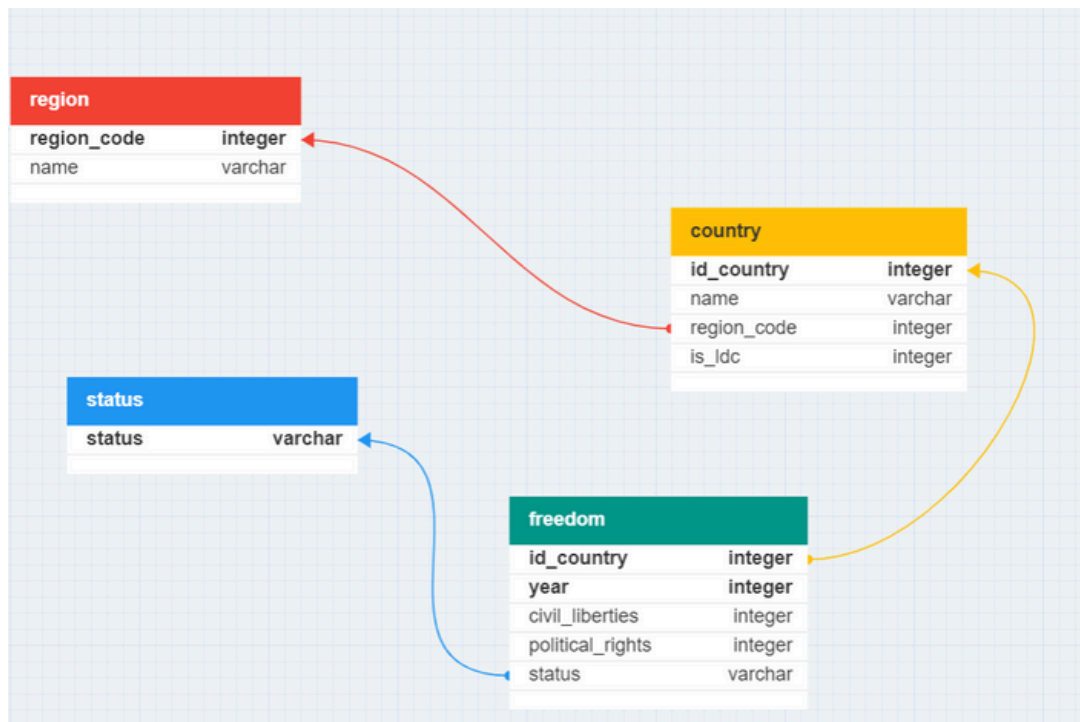 region
region_code integer
name varchar
country
id_country integer
name varchar
region_code integer
is_ldc integer
status
status varchar
freedom
id_country integer
year integer
civil_liberties integer
political_rights integer
status varchar